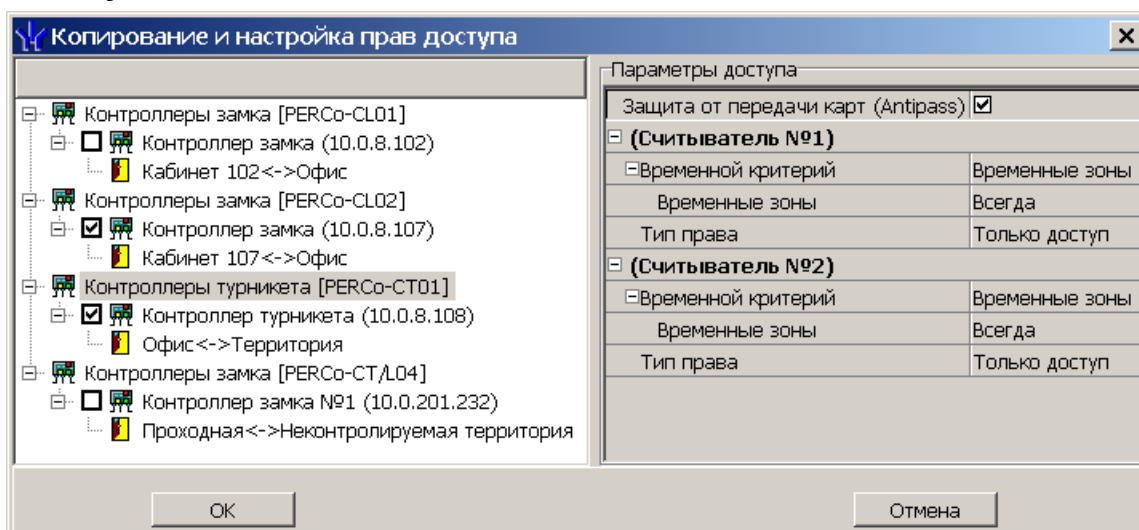 Копирование и настройка прав доступа
Контроллеры замка [PERCo-CL01]
Контроллер замка (10.0.8.102)
Кабинет 102<->Офис
Контроллеры замка [PERCo-CL02]
Контроллер замка (10.0.8.107)
Кабинет 107<->Офис
Контроллеры турникета [PERCo-CT01]
Контроллер турникета (10.0.8.108)
Офис<->Территория
Контроллеры замка [PERCo-CT/L04]
Контроллер замка №1 (10.0.201.232)
Проходная<->Неконтролируемая территория
Параметры доступа
Защита от передачи карт (Antipass)
(Считыватель №1)
Временной критерий Временные зоны
Временные зоны Всегда
Тип права Только доступ
(Считыватель №2)
Временной критерий Временные зоны
Временные зоны Всегда
Тип права Только доступ
OK Отмена